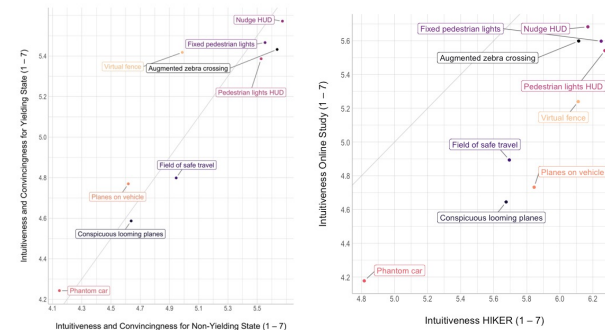 Nudge HUD
Fixed pedestrian lights
Virtual fence
Augmented zebra crossing
Pedestrian lights HUD
Field of safe travel
Planes on vehicle
Conspicuous looming planes
Phantom car
5.4
5.2
5.0
4.8
4.6
4.4
4.2
4.1 4.3 4.5 4.7 4.9 5.1 5.3 5.5
Intuitiveness and Convincingness for Yielding State (1 – 7)
Intuitiveness and Convincingness for Non-Yielding State (1 – 7)
Fixed pedestrian lights
Nudge HUD
Augmented zebra crossing
Pedestrian lights HUD
Virtual fence
Field of safe travel
Planes on vehicle
Conspicuous looming planes
Phantom car
5.6
5.4
5.2
5.0
4.8
4.6
4.4
4.2
4.8 5.0 5.2 5.4 5.6 5.8 6.0 6.2
Intuitiveness Online Study (1 – 7)
Intuitiveness HIKER (1 – 7)